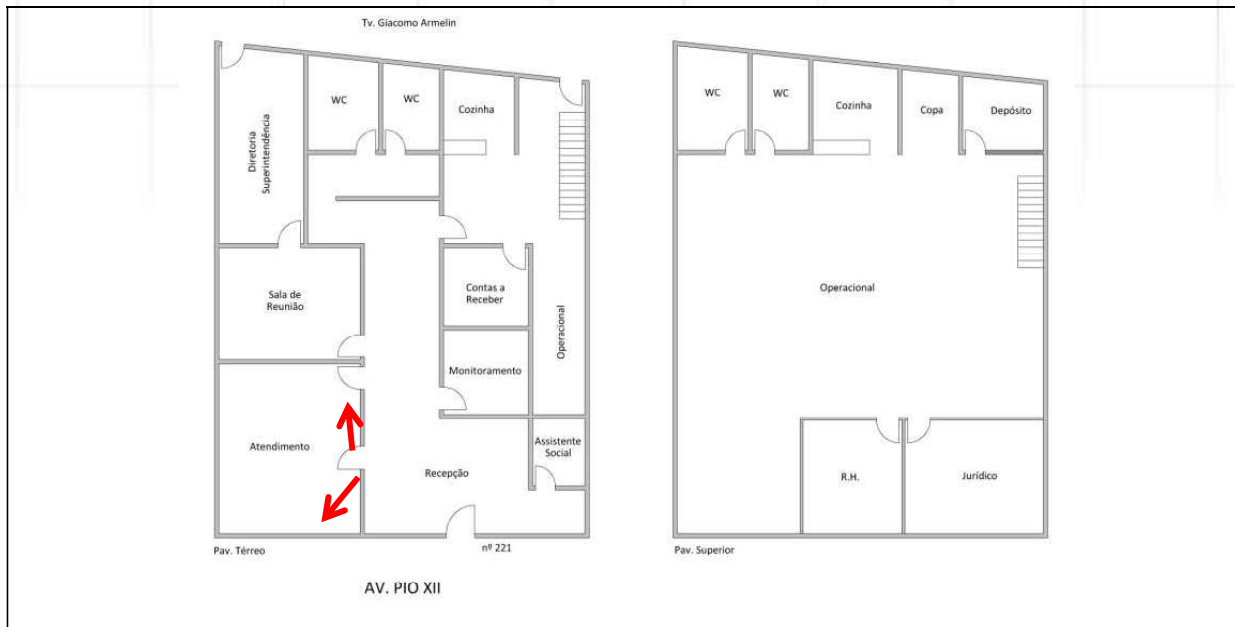 Tv. Giacomo Armelin
WC
WC
Cozinha
Diretoria
Superintendência
Sala de
Reunião
Contas a
Receber
Operacional
Monitoramento
Atendimento
Assistente
Social
Recepção
Pav. Térreo
nº 221
AV. PIO XII
WC
WC
Cozinha
Copa
Depósito
Operacional
R.H.
Jurídico
Pav. Superior